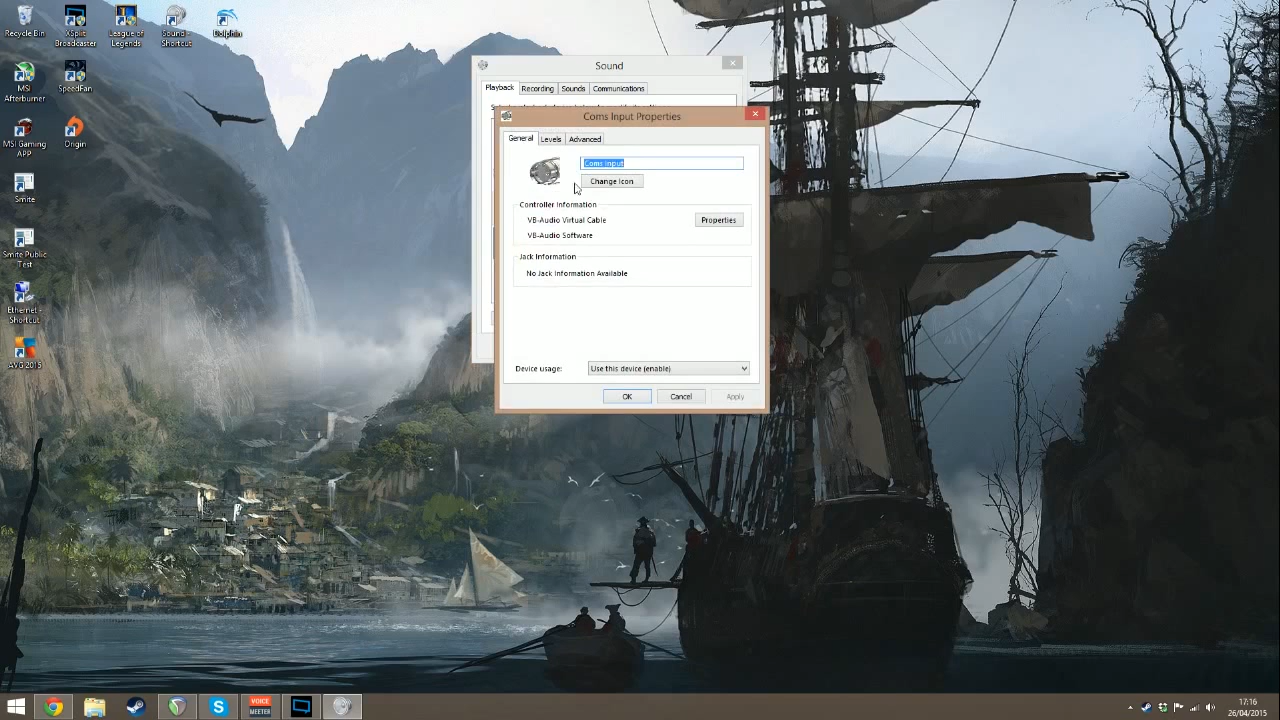 Recycle Bin
XSplit Broadcaster
League of Legends
Sound - Shortcut
Dolphin
MSI Afterburner
SpeedFan
MSI Gaming APP
Origin
Smite
Smite Public Test
Ethernet - Shortcut
AVG 2015
Sound
Playback Recording Sounds Communications
Coms Input Properties
General Levels Advanced
Coms Input
Change Icon
Controller Information
VB-Audio Virtual Cable
Properties
VB-Audio Software
Jack Information
No Jack Information Available
Device usage: Use this device (enable)
OK Cancel Apply
VOICE
MEETER
17:16
26/04/2015